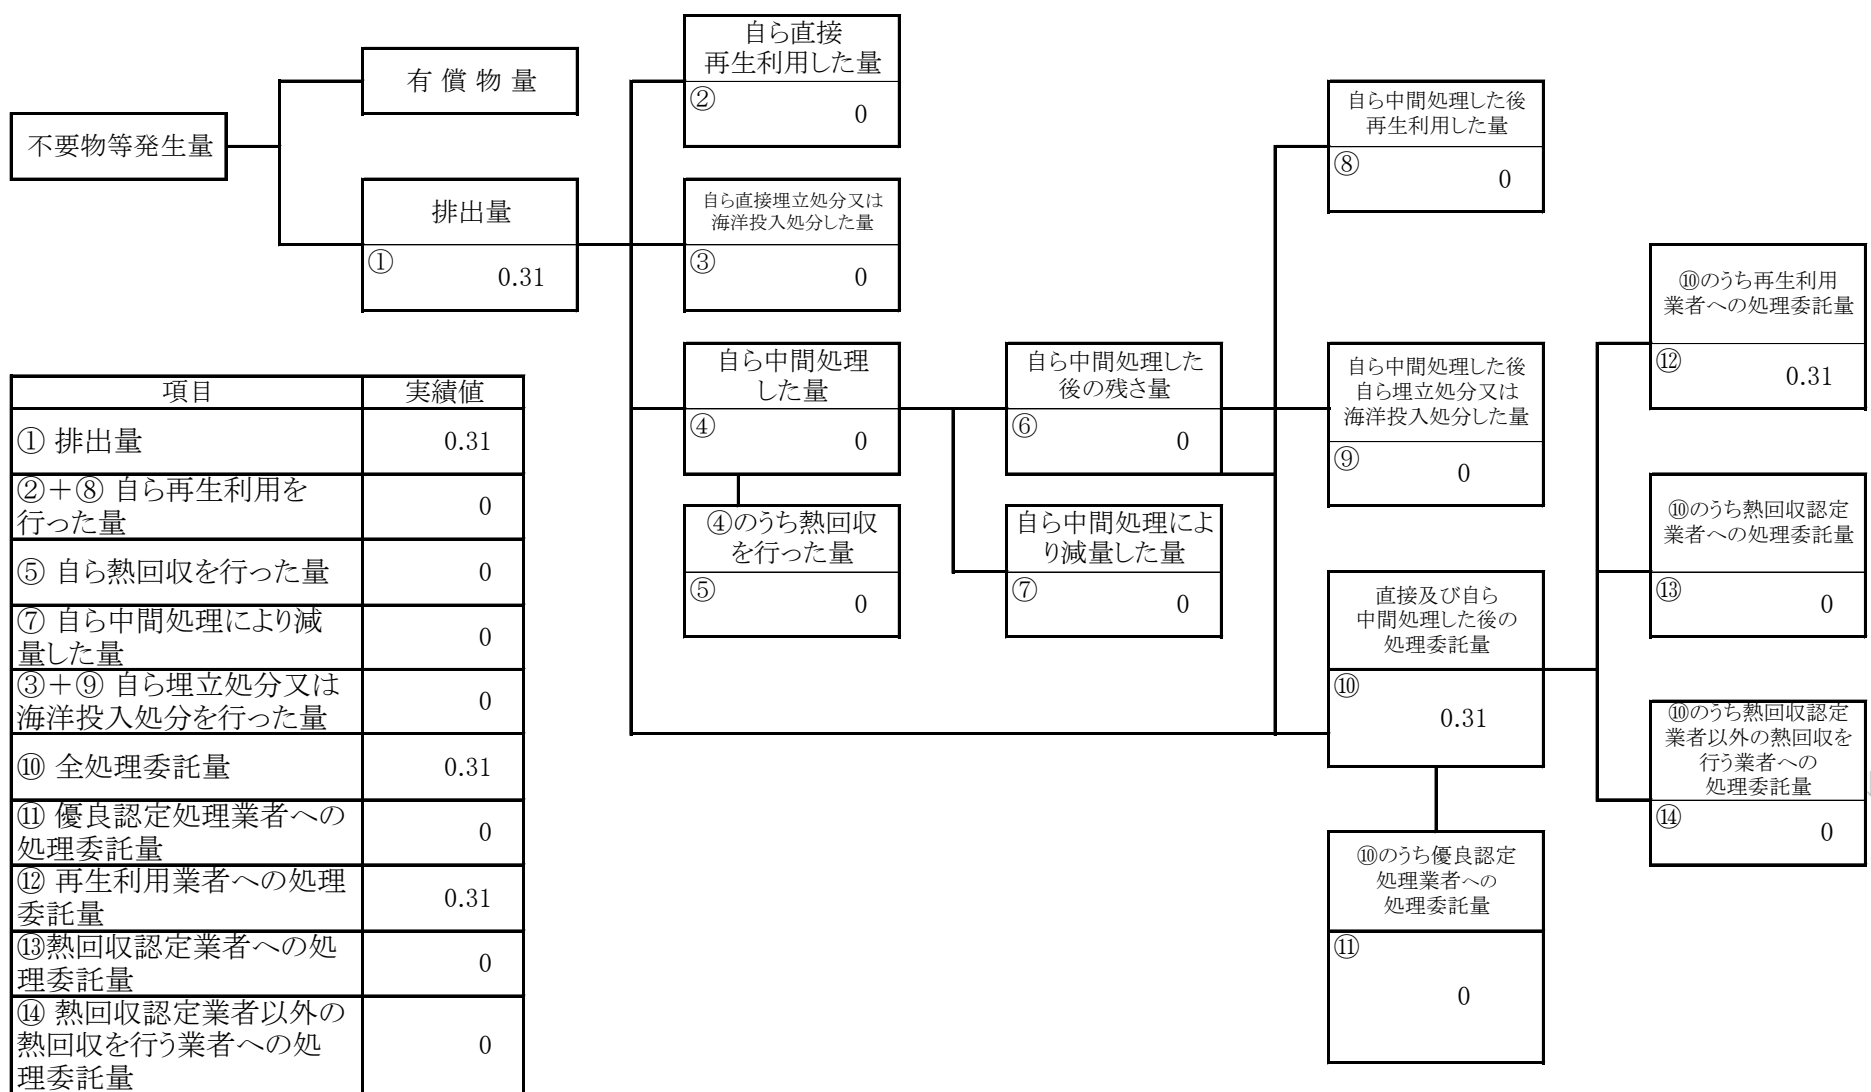 不要物等発生量
有 償 物 量
排出量
①
0.31
自ら直接
再生利用した量
②
0
自ら直接埋立処分又は
海洋投入処分した量
③
0
自ら中間処理
した量
④
0
④のうち熱回収
を行った量
⑤
0
自ら中間処理した
後の残さ量
⑥
0
自ら中間処理によ
り減量した量
⑦
0
自ら中間処理した後
再生利用した量
⑧
0
自ら中間処理した後
自ら埋立処分又は
海洋投入処分した量
⑨
0
直接及び自ら
中間処理した後の
処理委託量
⑩
0.31
⑩のうち優良認定
処理業者への
処理委託量
⑪
0
⑩のうち再生利用
業者への処理委託量
⑫
0.31
⑩のうち熱回収認定
業者への処理委託量
⑬
0
⑩のうち熱回収認定
業者以外の熱回収を
行う業者への
処理委託量
⑭
0
項目 実績値
① 排出量 0.31
②＋⑧ 自ら再生利用を
行った量 0
⑤ 自ら熱回収を行った量 0
⑦ 自ら中間処理により減
量した量 0
③＋⑨ 自ら埋立処分又は
海洋投入処分を行った量 0
⑩ 全処理委託量 0.31
⑪ 優良認定処理業者への
処理委託量 0
⑫ 再生利用業者への処理
委託量 0.31
⑬熱回収認定業者への処
理委託量 0
⑭ 熱回収認定業者以外の
熱回収を行う業者への処
理委託量 0